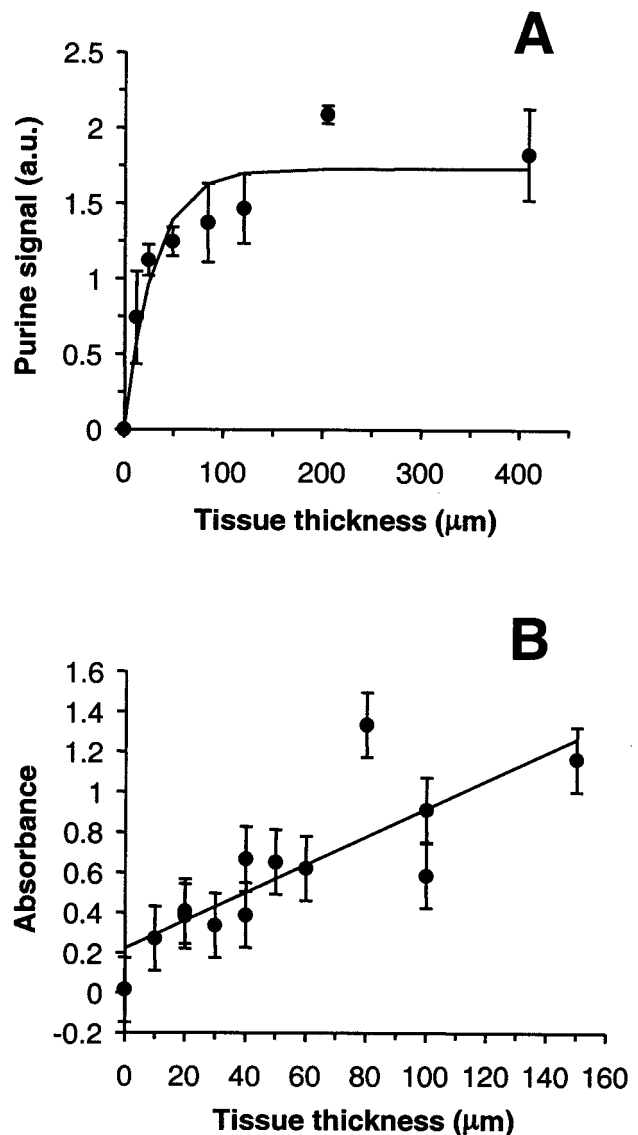 A
2.5
2
1.5
1
0.5
0
Purine signal (a.u.)
0 100 200 300 400
Tissue thickness (μm)
B
1.6
1.4
1.2
1
0.8
0.6
0.4
0.2
0
-0.2
Absorbance
0 20 40 60 80 100 120 140 160
Tissue thickness (μm)